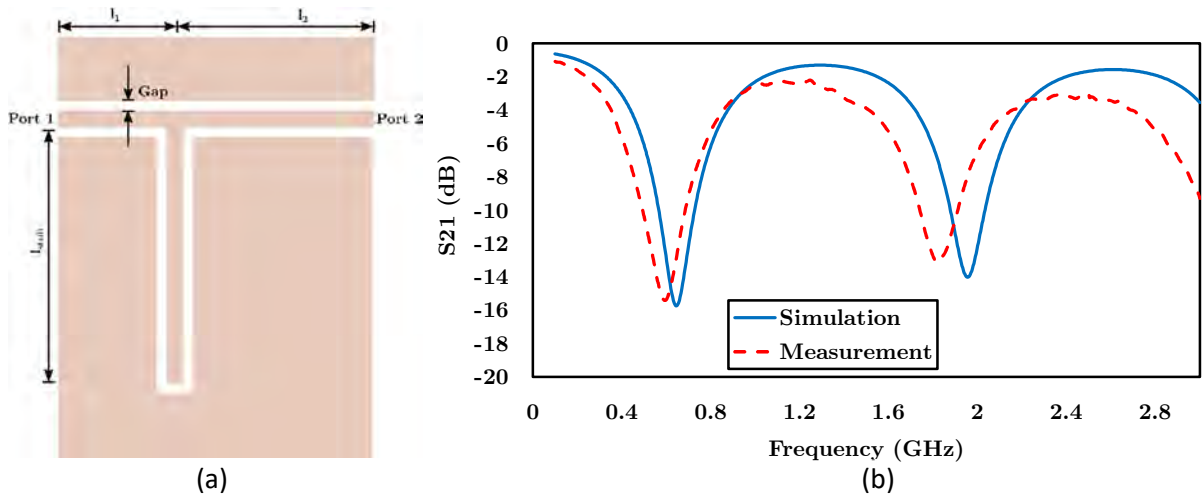 l₁
l₂
Gap
Port 1
Port 2
(a)
S21 (dB)
0
-2
-4
-6
-8
-10
-12
-14
-16
-18
-20
Simulation
Measurement
0
0.4
0.8
1.2
1.6
2
2.4
2.8
Frequency (GHz)
(b)